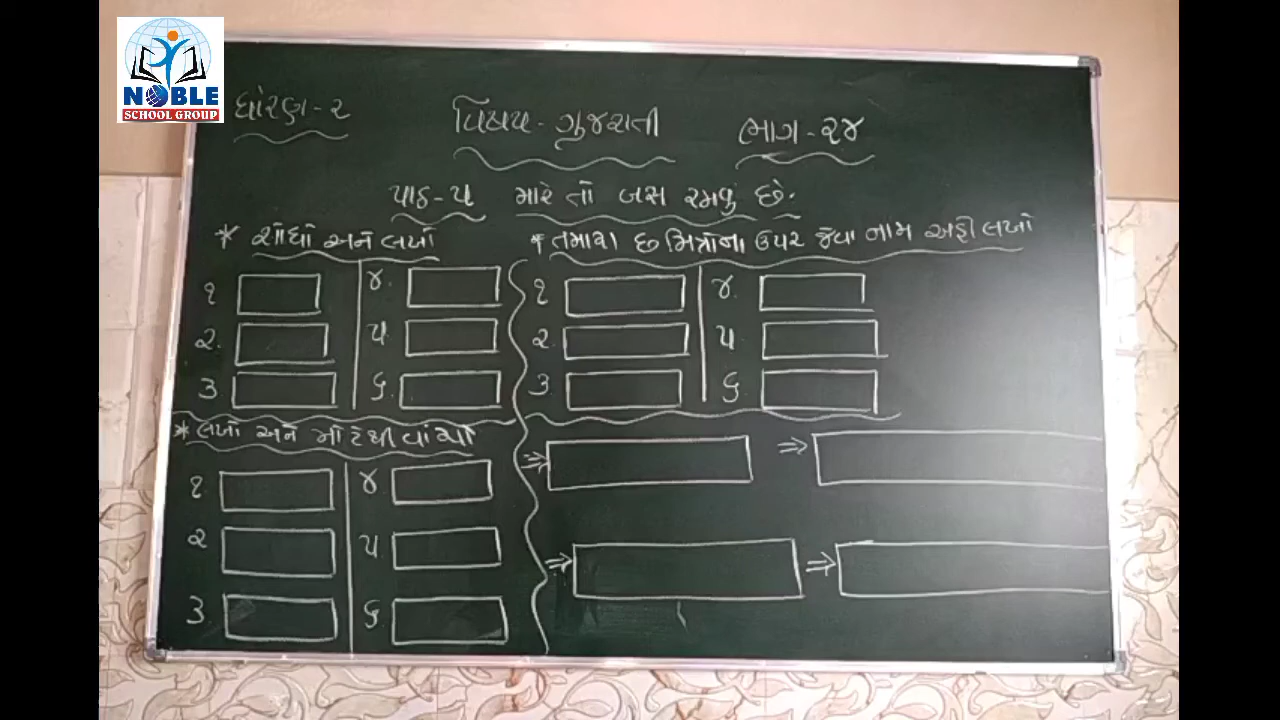 NOBLE
SCHOOL GROUP
ધોરણ - ૨ વિષય - ગુજરાતી ભાગ - ૨૪
પાઠ - ૫ મારે તો બસ રમવું છે.
* શોધો અને લખો
૧ ૪.
૨. ૫
૩ ૬.
* તમારા છ મિત્રોના ઉપર જેવા નામ અહીં લખો
૧ ૪.
૨. ૫
૩ ૬
* લખો અને મોટેથી વાંચો
૧ ૪
૨ ૫
૩ ૬
⇒ ⇒
⇒ ⇒